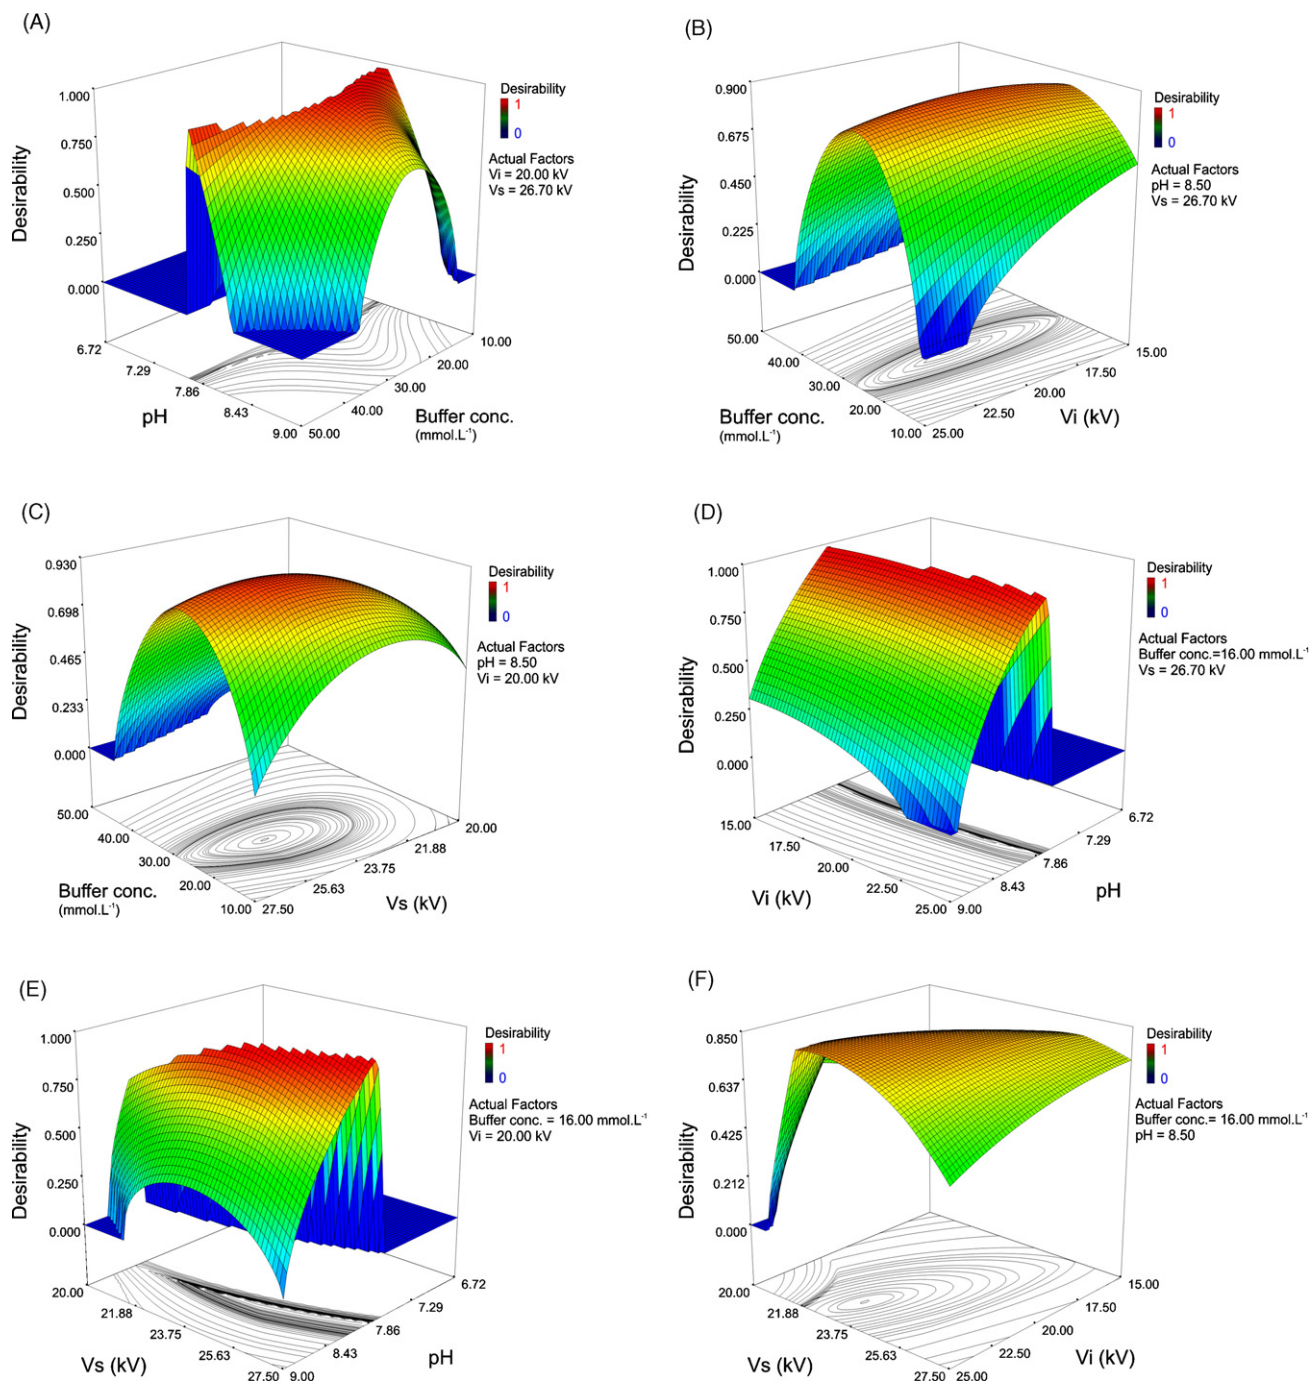 (A)
1.000
0.750
0.500
0.250
0.000
Desirability
6.72
7.29
7.86
8.43
9.00
pH
50.00
40.00
30.00
20.00
10.00
Buffer conc.
(mmol.L⁻¹)
Desirability
1
0
Actual Factors
Vi = 20.00 kV
Vs = 26.70 kV
(B)
0.900
0.675
0.450
0.225
0.000
Desirability
50.00
40.00
30.00
20.00
10.00
Buffer conc.
(mmol.L⁻¹)
25.00
22.50
20.00
17.50
15.00
Vi (kV)
Desirability
1
0
Actual Factors
pH = 8.50
Vs = 26.70 kV
(C)
0.930
0.698
0.465
0.233
0.000
Desirability
50.00
40.00
30.00
20.00
10.00
Buffer conc.
(mmol.L⁻¹)
27.50
25.63
23.75
21.88
20.00
Vs (kV)
Desirability
1
0
Actual Factors
pH = 8.50
Vi = 20.00 kV
(D)
1.000
0.750
0.500
0.250
0.000
Desirability
15.00
17.50
20.00
22.50
25.00
Vi (kV)
9.00
8.43
7.86
7.29
6.72
pH
Desirability
1
0
Actual Factors
Buffer conc.=16.00 mmol.L⁻¹
Vs = 26.70 kV
(E)
1.000
0.750
0.500
0.250
0.000
Desirability
20.00
21.88
23.75
25.63
27.50
Vs (kV)
9.00
8.43
7.86
7.29
6.72
pH
Desirability
1
0
Actual Factors
Buffer conc. = 16.00 mmol.L⁻¹
Vi = 20.00 kV
(F)
0.850
0.637
0.425
0.212
0.000
Desirability
20.00
21.88
23.75
25.63
27.50
Vs (kV)
25.00
22.50
20.00
17.50
15.00
Vi (kV)
Desirability
1
0
Actual Factors
Buffer conc. = 16.00 mmol.L⁻¹
pH = 8.50